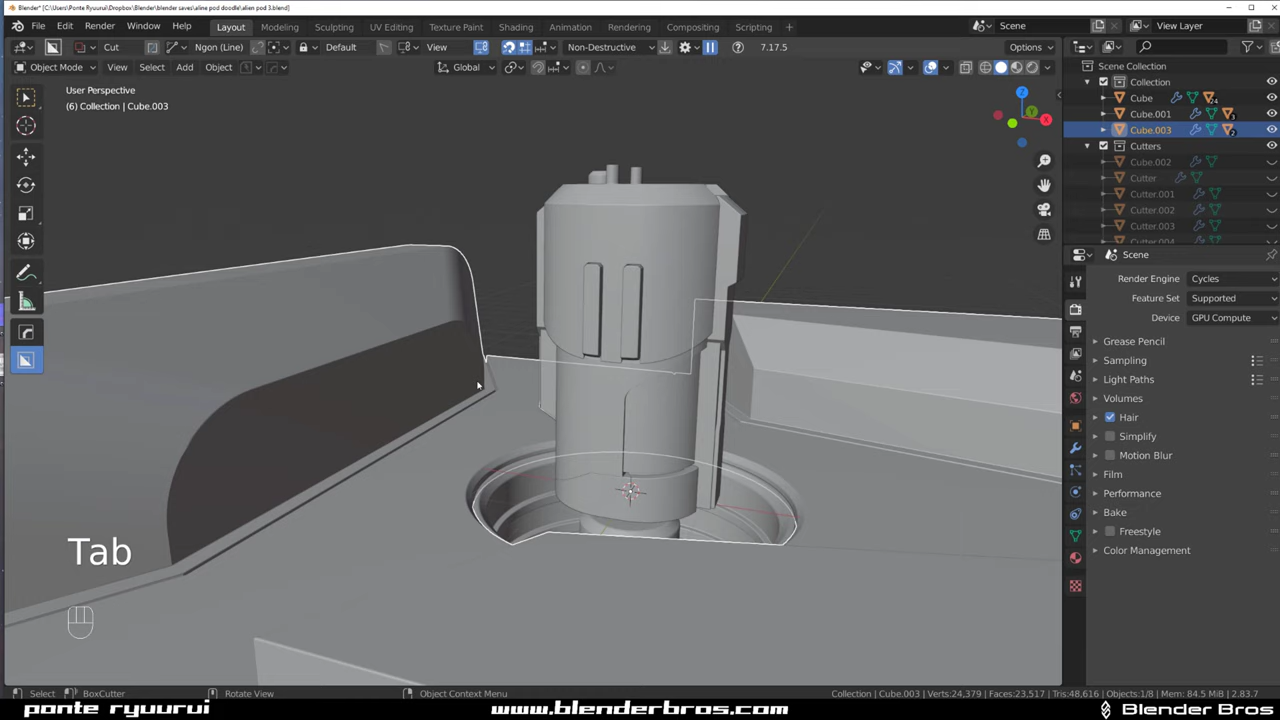 Blender* [C:\Users\Ponte Ryuurui\Dropbox\Blender\blender saves\aline pod doodle\alien pod 3.blend]
File Edit Render Window Help Layout Modeling Sculpting UV Editing Texture Paint Shading Animation Rendering Compositing Scripting + Scene View Layer
Cut Ngon (Line) Default View Non-Destructive 7.17.5 Options
Object Mode View Select Add Object Global
User Perspective
(6) Collection | Cube.003
Z
Y
X
Tab
Scene Collection
Collection
Cube 24
Cube.001 3
Cube.003 2
Cutters
Cube.002
Cutter
Cutter.001
Cutter.002
Cutter.003
Cutter.004
Scene
Render Engine Cycles
Feature Set Supported
Device GPU Compute
Grease Pencil
Sampling
Light Paths
Volumes
Hair
Simplify
Motion Blur
Film
Performance
Bake
Freestyle
Color Management
Select BoxCutter Rotate View Object Context Menu Collection | Cube.003 | Verts:24,379 | Faces:23,517 | Tris:48,616 | Objects:1/8 | Mem: 84.5 MiB | 2.83.7
ponte ryuurui www.blenderbros.com Blender Bros